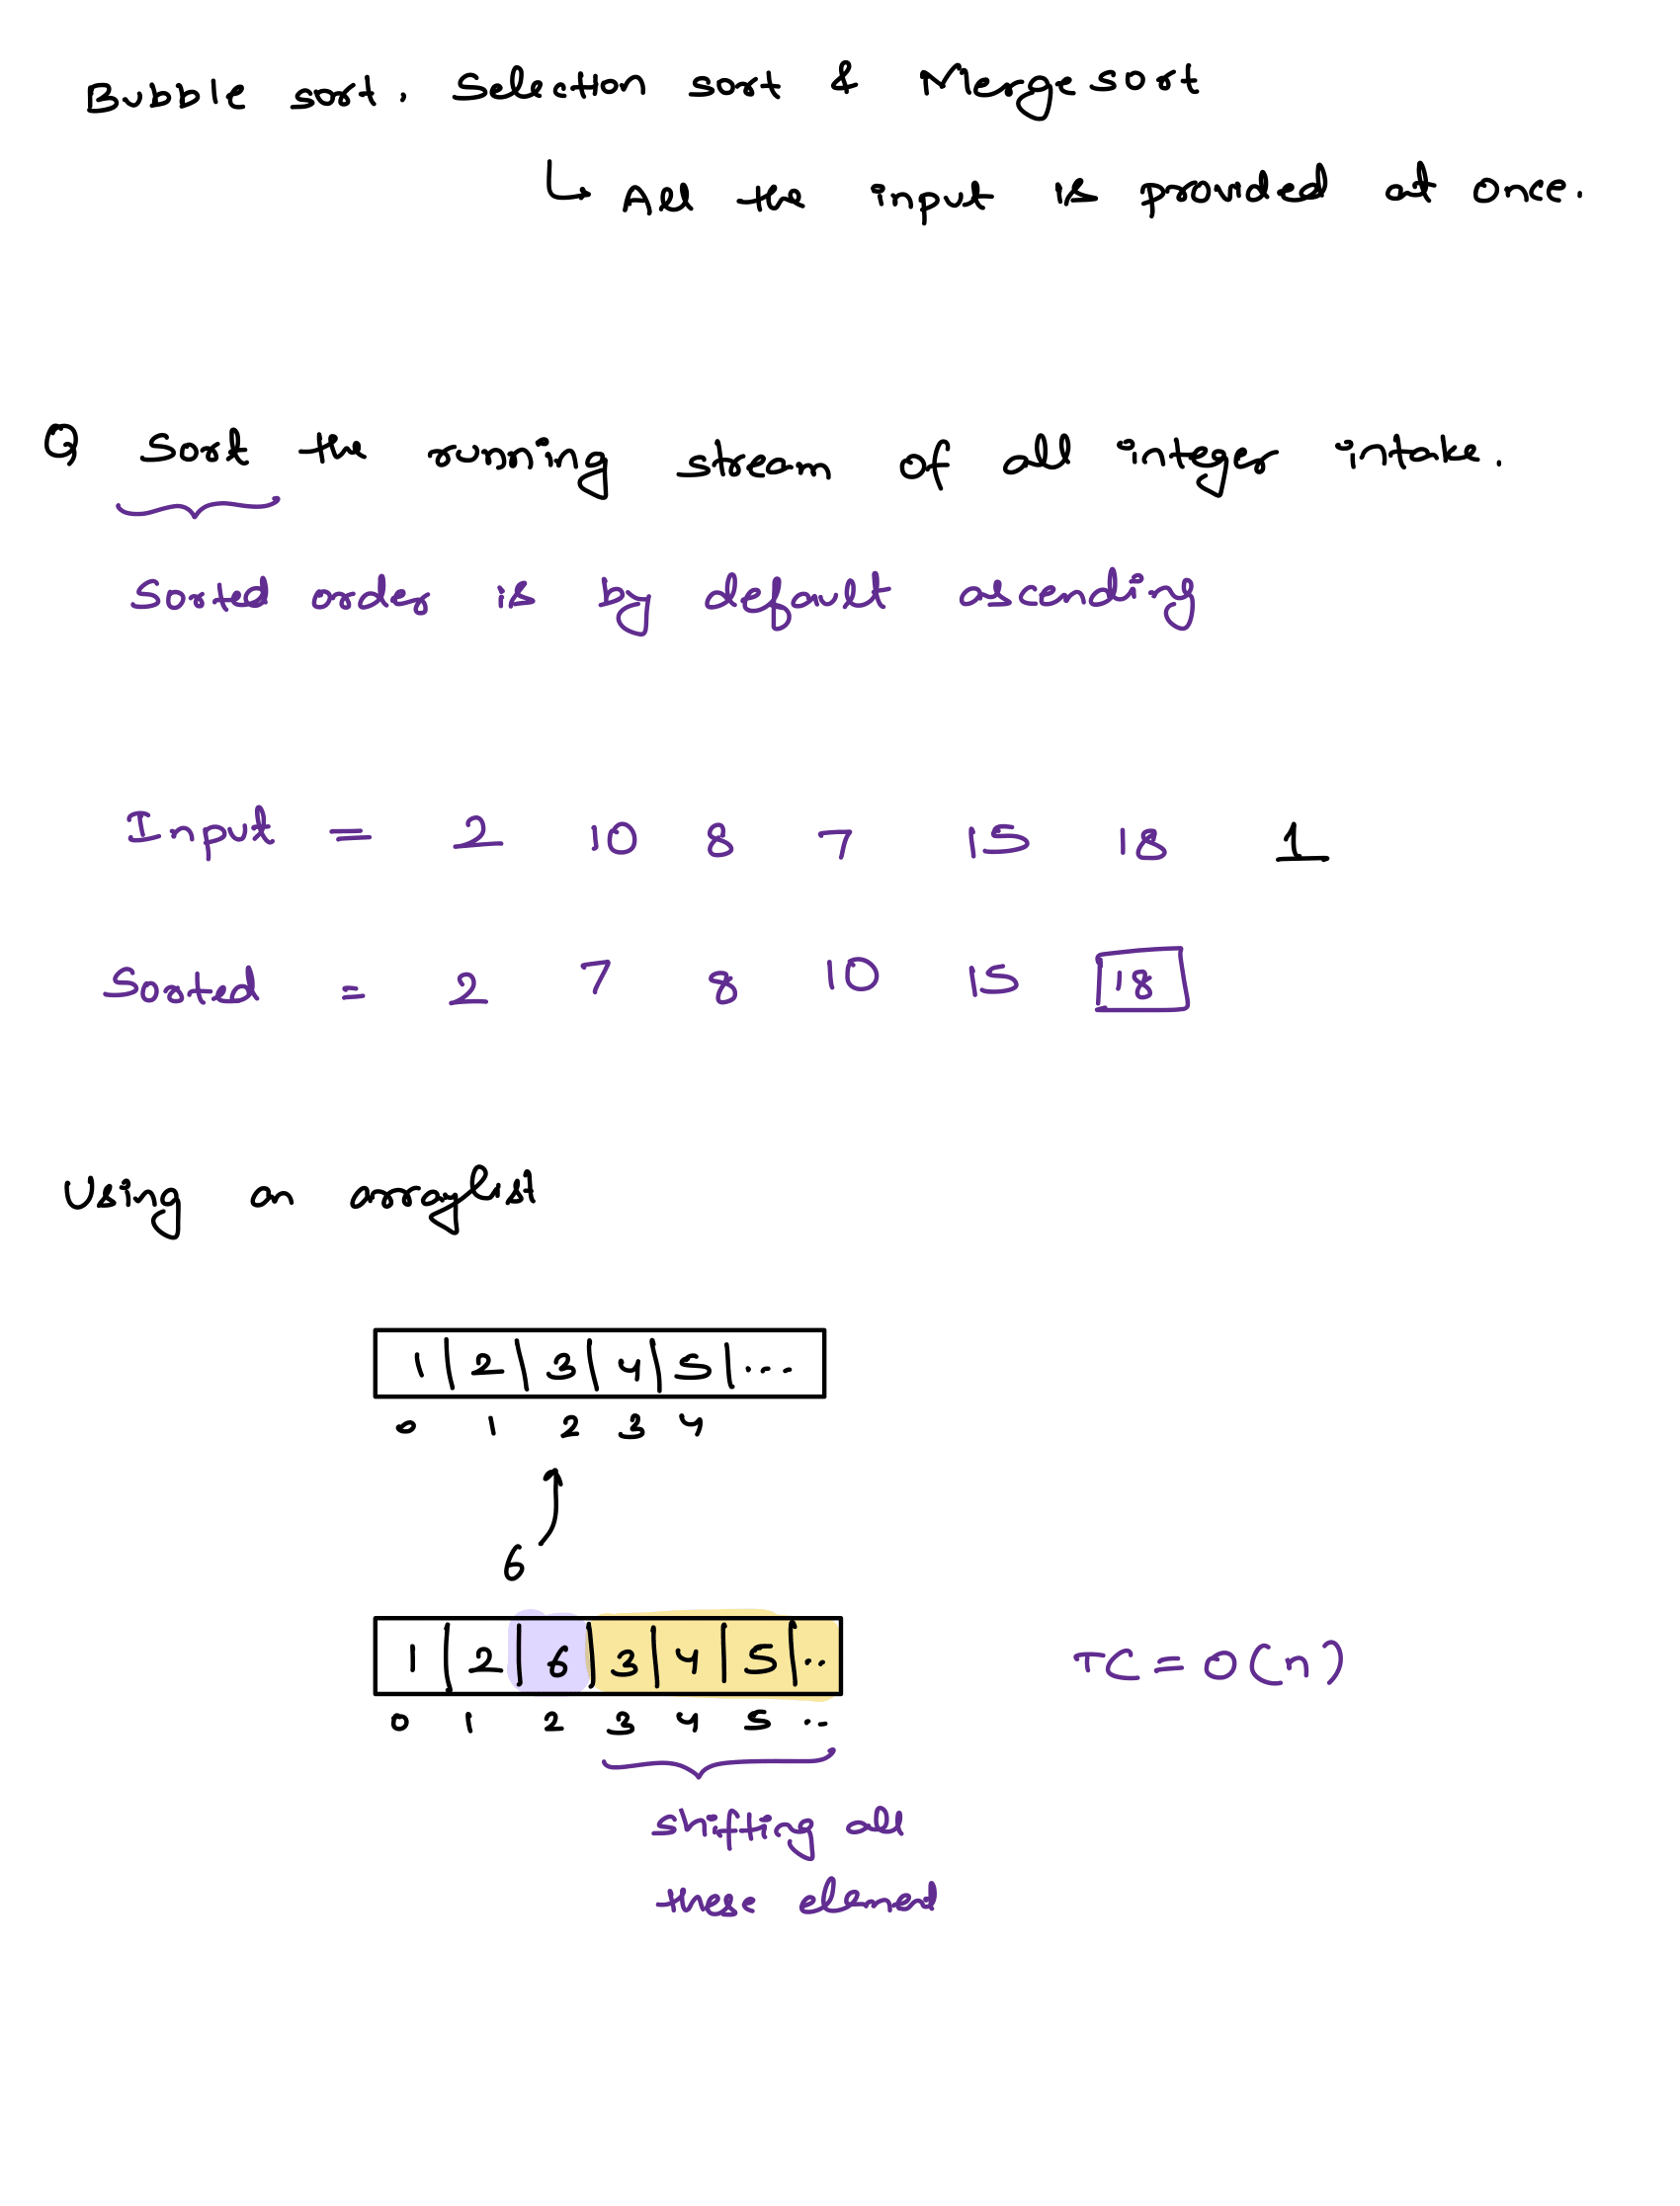 Bubble sort, Selection sort & Merge sort
All the input is provided at once.
Q Sort the running stream of all integer intake.
Sorted order is by default ascending
Input = 2 10 8 7 15 18 1
Sorted = 2 7 8 10 15 18
Using an arraylist
1 | 2 | 3 | 4 | 5 | ...
0 1 2 3 4
6
1 | 2 | 6 | 3 | 4 | 5 | ..
0 1 2 3 4 5 ..
TC = O(n)
shifting all
these element